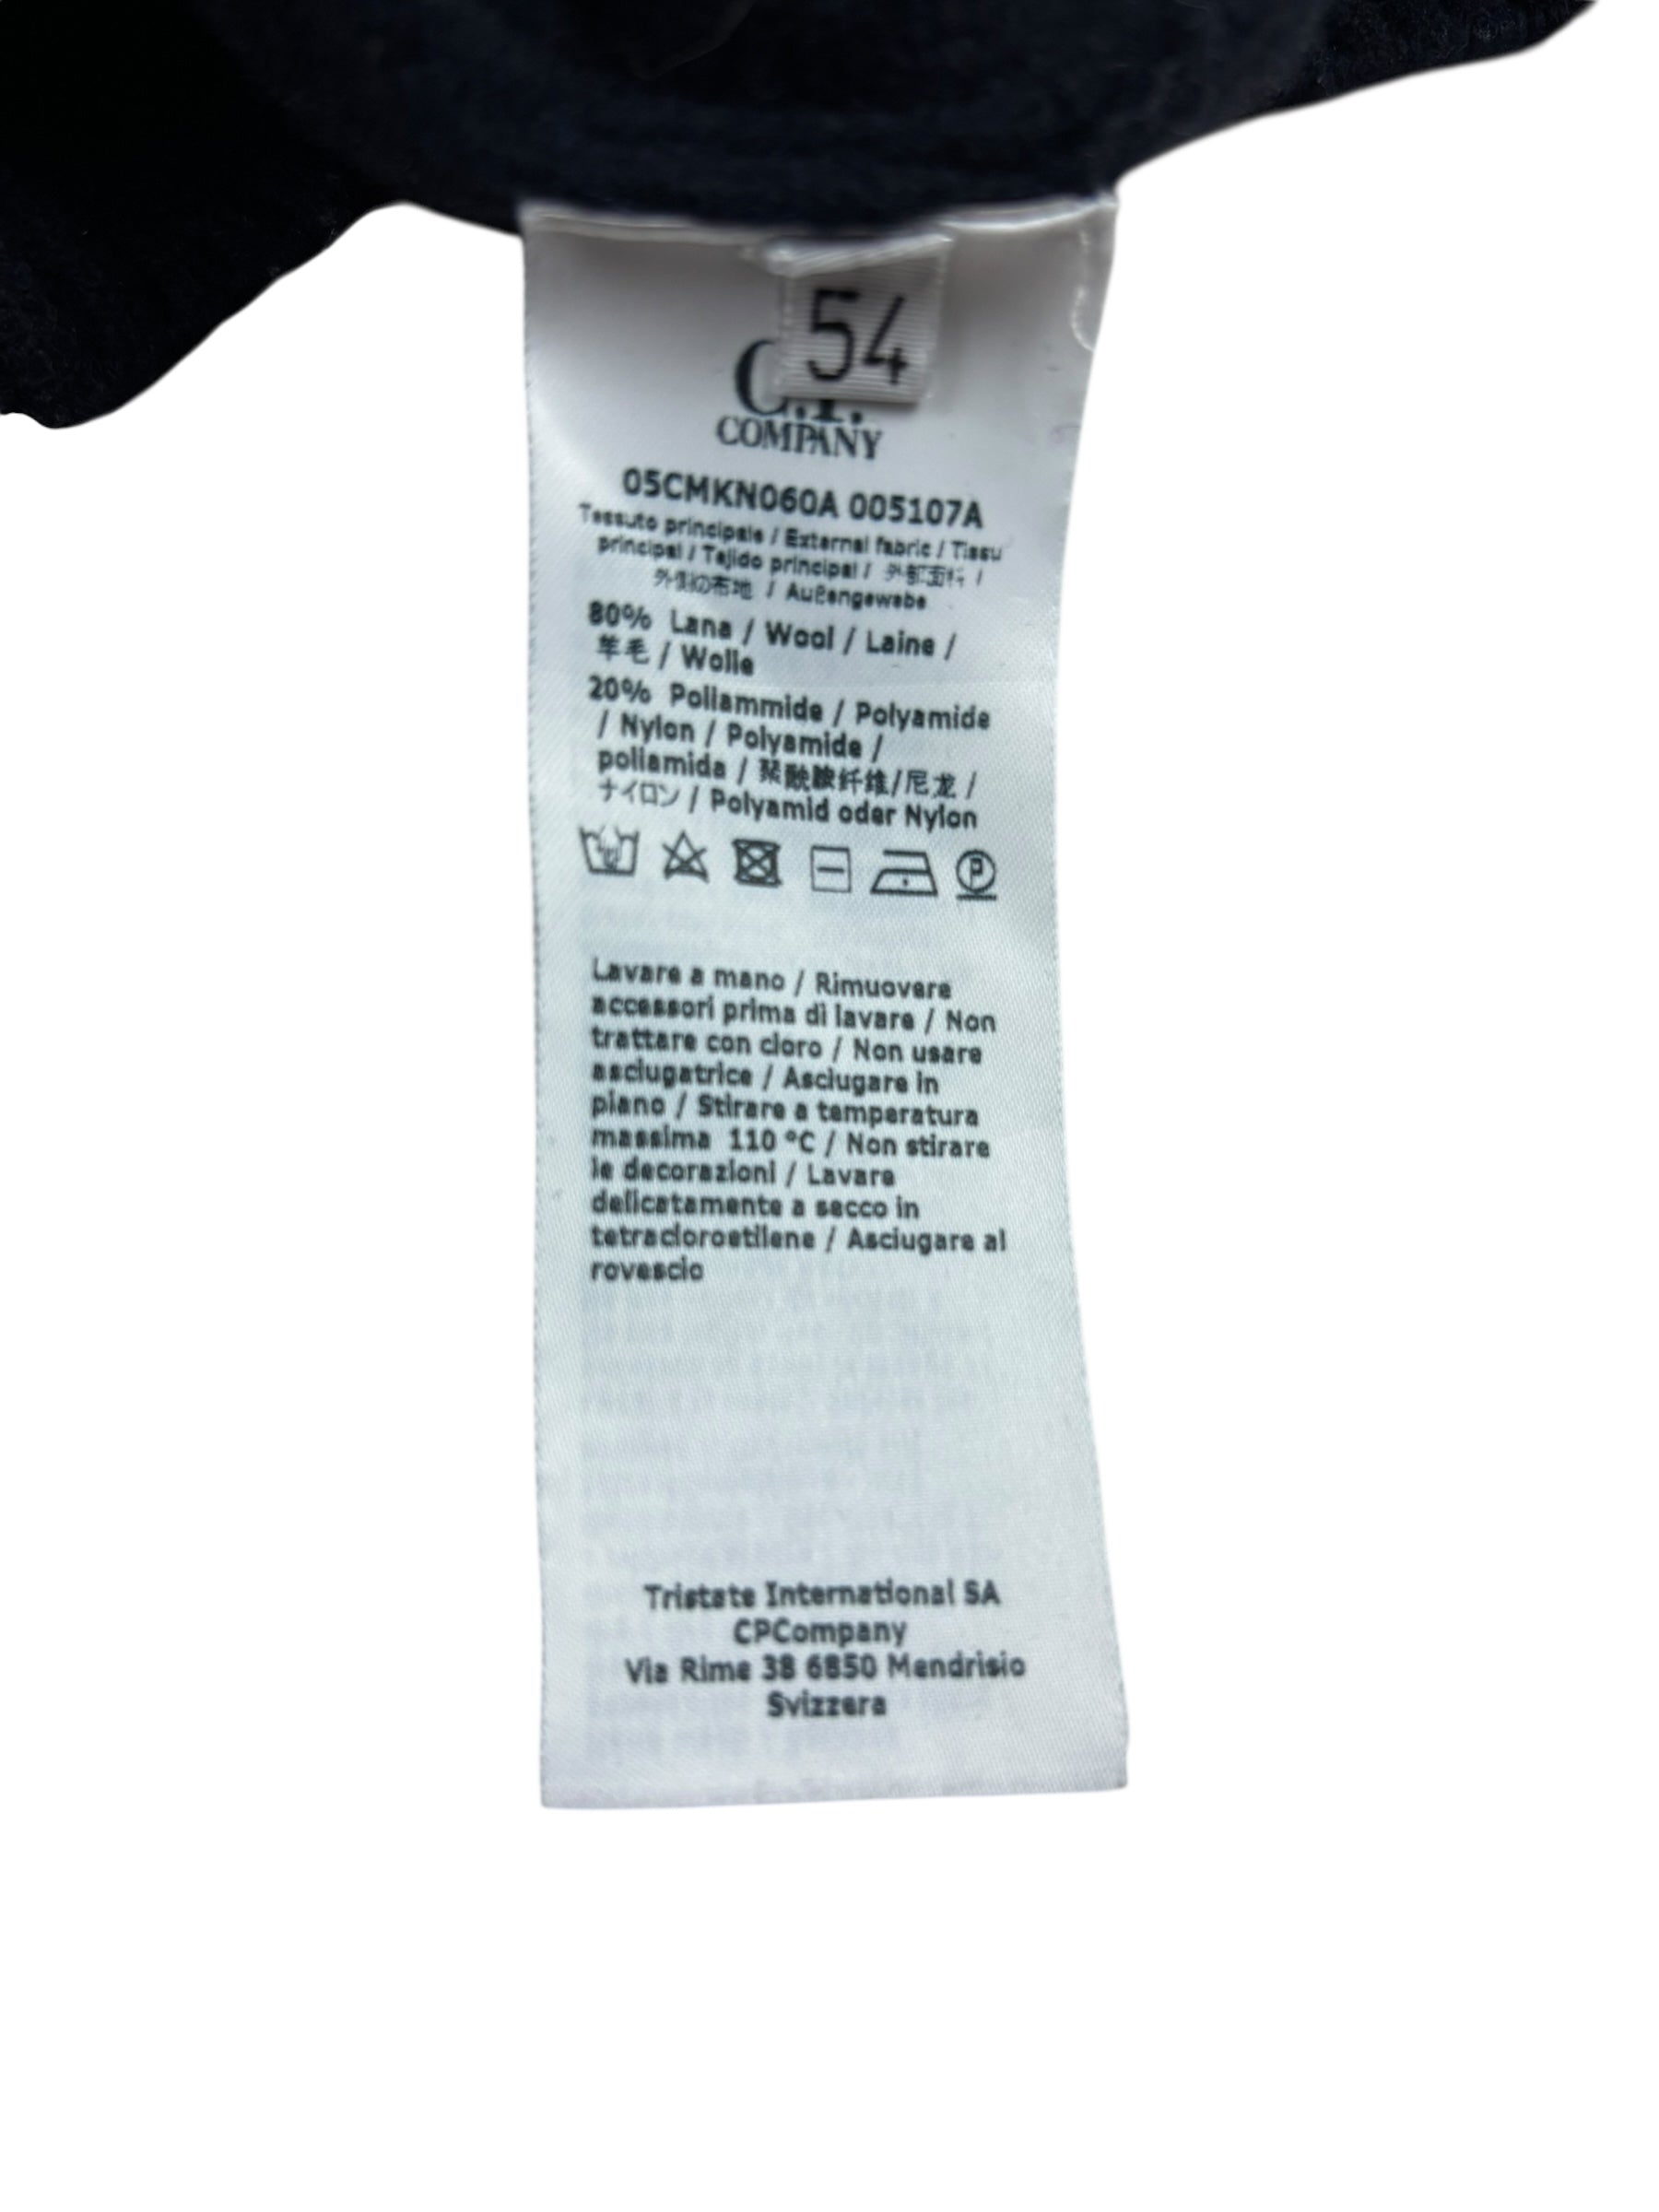 54
C.P.
COMPANY
05CMKN060A 005107A
Tessuto principale / External fabric / Tissu
principal / Tejido principal / 外部面料 /
外側の布地 / Außengewebe
80% Lana / Wool / Laine /
羊毛 / Wolle
20% Poliammide / Polyamide
/ Nylon / Polyamide /
poliamida / 聚酰胺纤维/尼龙 /
ナイロン / Polyamid oder Nylon
P
Lavare a mano / Rimuovere
accessori prima di lavare / Non
trattare con cloro / Non usare
asciugatrice / Asciugare in
piano / Stirare a temperatura
massima 110 °C / Non stirare
le decorazioni / Lavare
delicatamente a secco in
tetracloroetilene / Asciugare al
rovescio
Tristate International SA
CPCompany
Via Rime 38 6850 Mendrisio
Svizzera